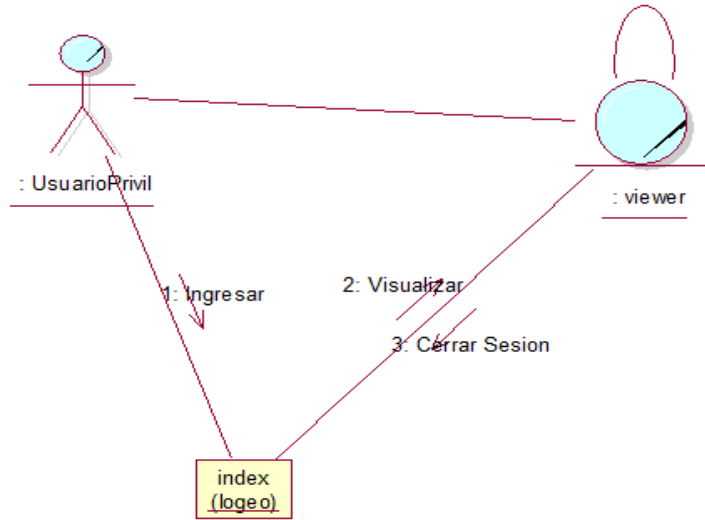 : UsuarioPrivil
: viewer
1: Ingresar
2: Visualizar
3: Cerrar Sesion
index
(logeo)